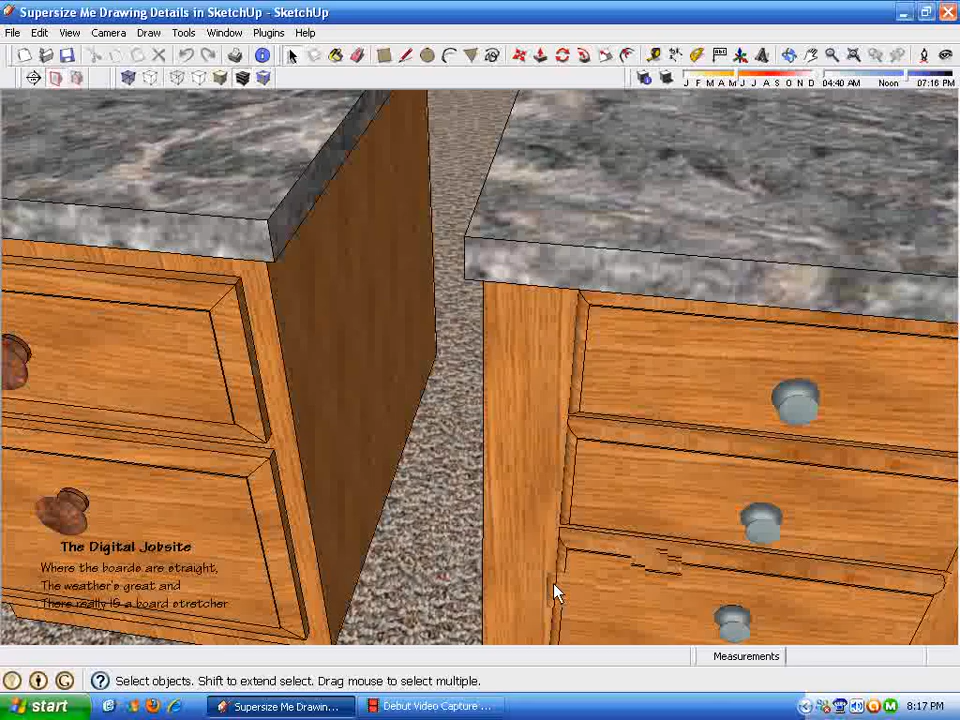 Supersize Me Drawing Details in SketchUp - SketchUp
File Edit View Camera Draw Tools Window Plugins Help
J F M A M J J A S O N D 04:40 AM Noon 07:16 PM
The Digital Jobsite
Where the boards are straight,
The weather's great and
There really IS a board stretcher
Measurements
Select objects. Shift to extend select. Drag mouse to select multiple.
start Supersize Me Drawin... Debut Video Capture ... 8:17 PM